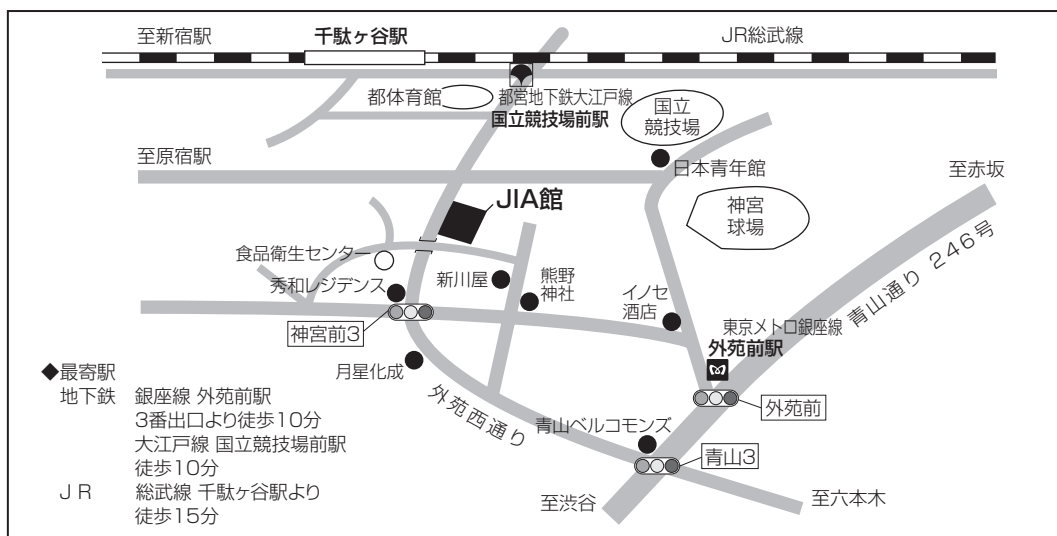 至新宿駅
千駄ヶ谷駅
JR総武線
都体育館
都営地下鉄大江戸線
国立競技場前駅
国立
競技場
至原宿駅
日本青年館
至赤坂
JIA館
神宮
球場
食品衛生センター
秀和レジデンス
新川屋
熊野
神社
イノセ
酒店
青山通り 246号
神宮前3
東京メトロ銀座線
外苑前駅
月星化成
外苑西通り
外苑前
青山ベルコモンズ
青山3
至渋谷
至六本木
◆最寄駅
地下鉄 銀座線 外苑前駅
3番出口より徒歩10分
大江戸線 国立競技場前駅
徒歩10分
JR 総武線 千駄ヶ谷駅より
徒歩15分